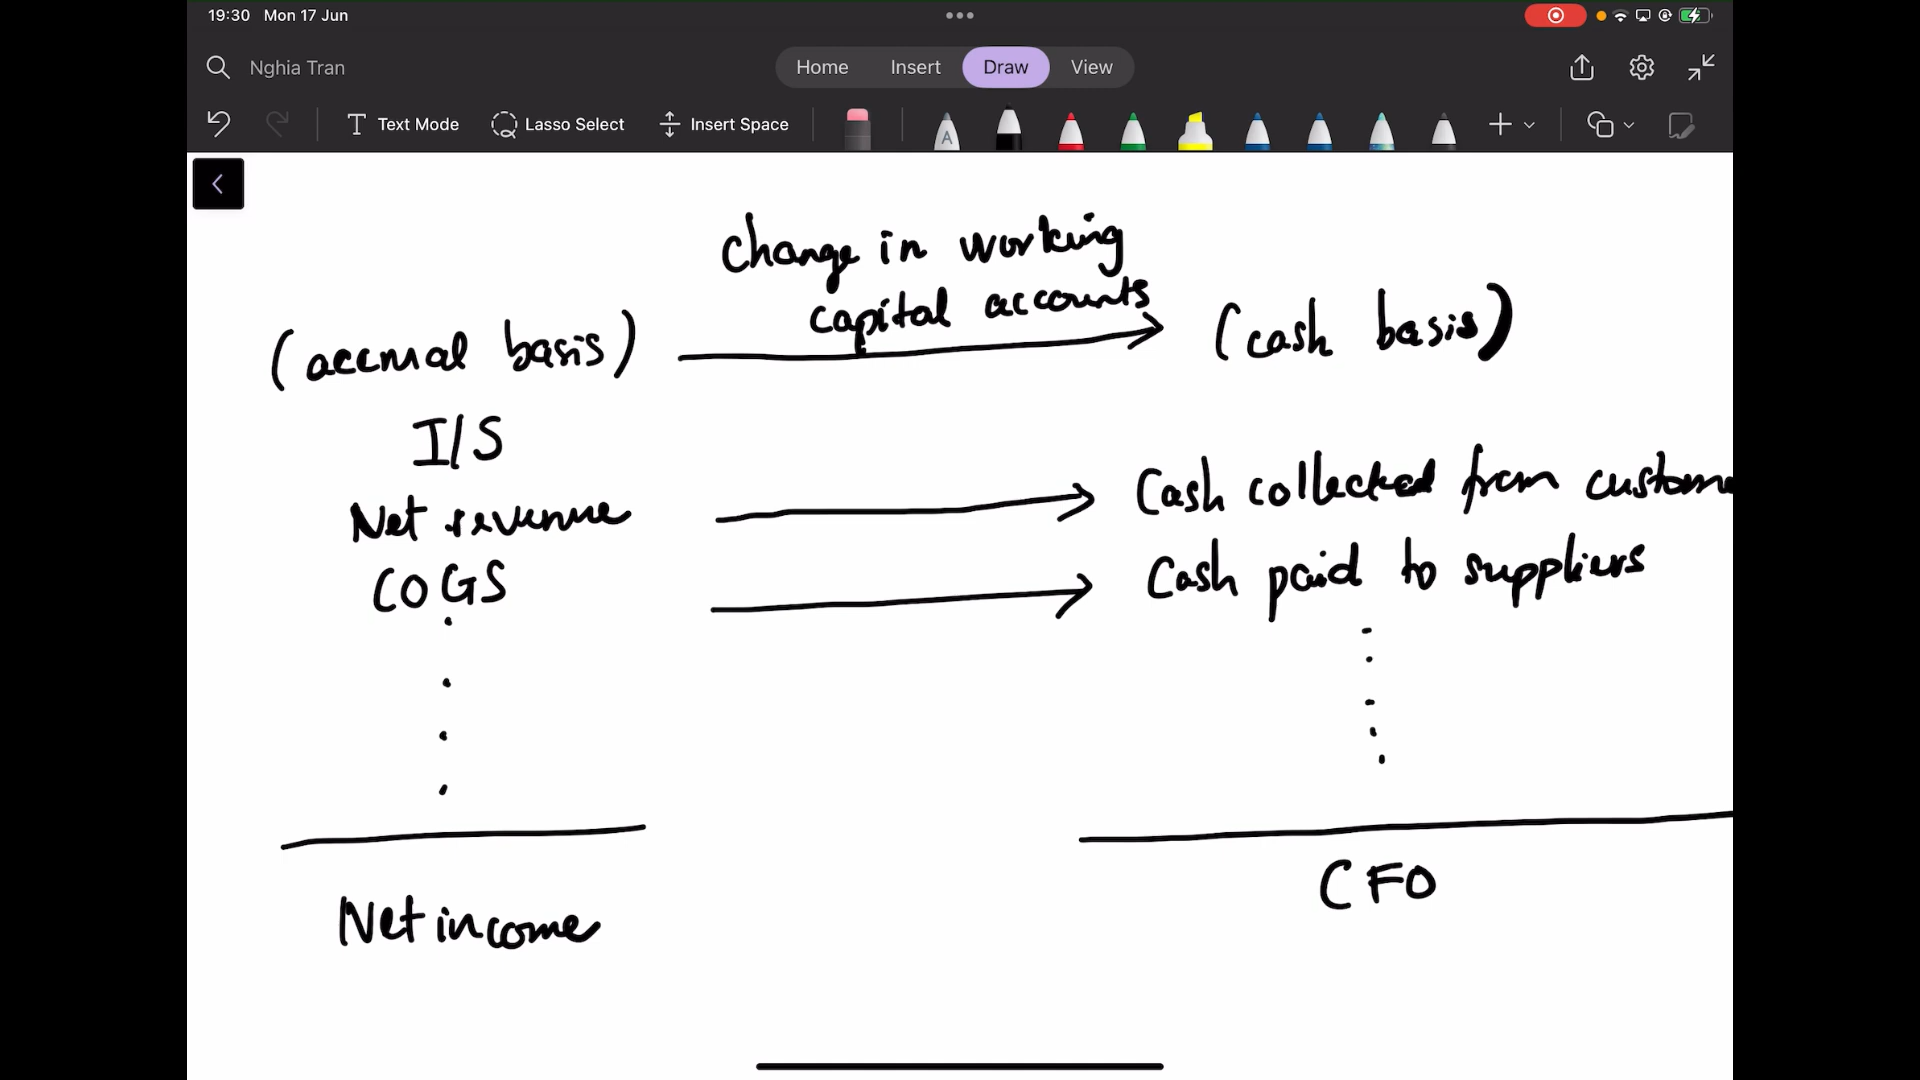 19:30 Mon 17 Jun
Nghia Tran
Home Insert Draw View
Text Mode Lasso Select Insert Space
A
Change in working
capital accounts
(accrual basis) (cash basis)
I/S
Net revenue Cash collected from custome
COGS Cash paid to suppliers
Net income CFO